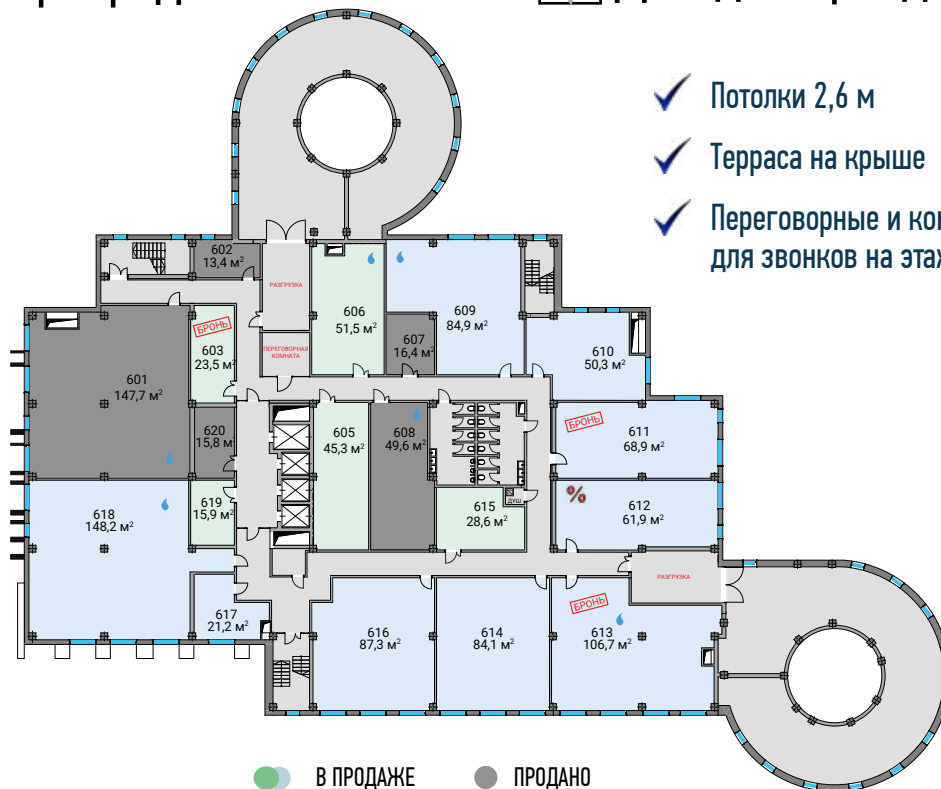 Потолки 2,6 м
Терраса на крыше
Переговорные и
для звонков на
602
13,4 м²
РАЗГРУЗКА
606
51,5 м²
609
84,9 м²
БРОНЬ
603
23,5 м²
ПЕРЕГОВОРНАЯ
КОМНАТА
607
16,4 м²
610
50,3 м²
601
147,7 м²
620
15,8 м²
605
45,3 м²
608
49,6 м²
БРОНЬ
611
68,9 м²
618
148,2 м²
619
15,9 м²
615
28,6 м²
ДУШ
%
612
61,9 м²
РАЗГРУЗКА
617
21,2 м²
616
87,3 м²
614
84,1 м²
БРОНЬ
613
106,7 м²
В ПРОДАЖЕ
ПРОДАНО